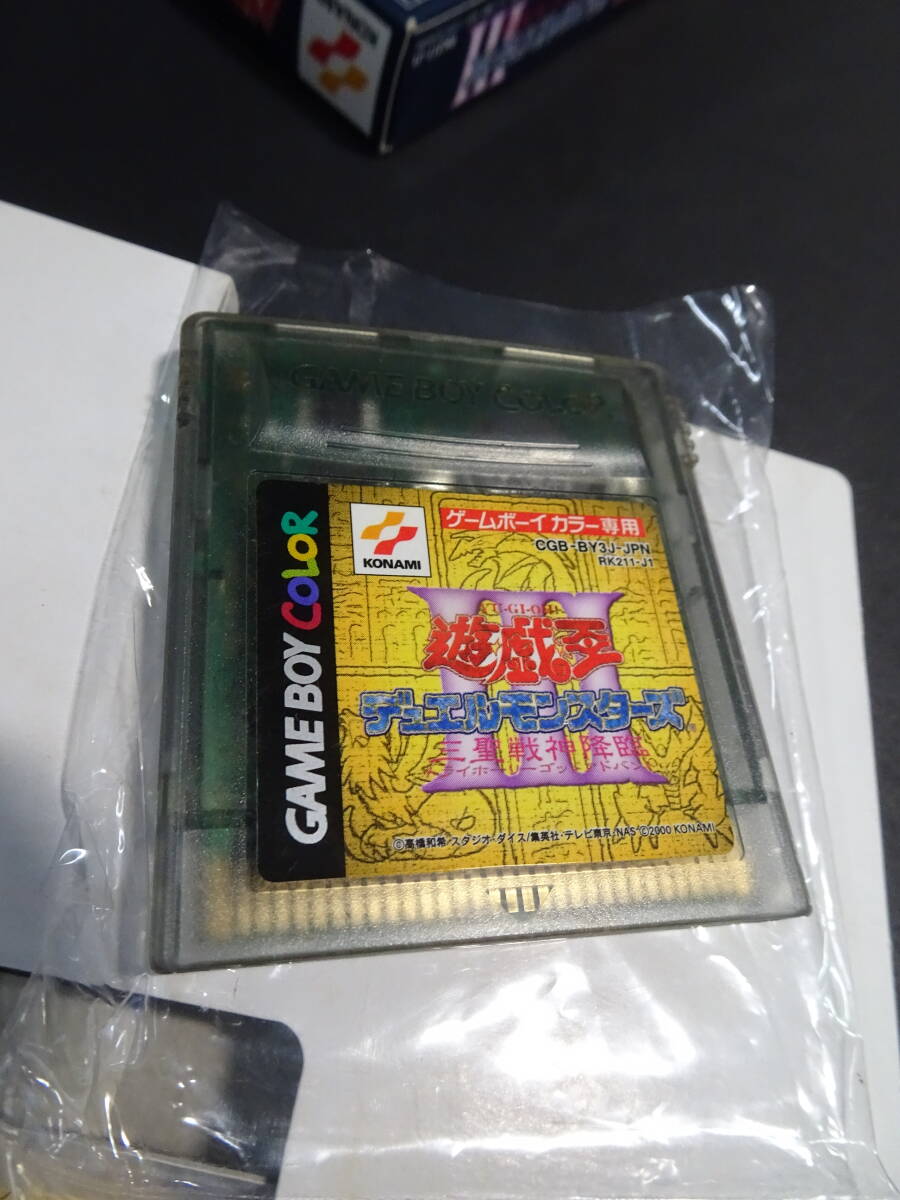 KONAMI
III
GAME BOY COLOR
GAME BOY COLOR
KONAMI
ゲームボーイカラー専用
CGB-BY3J-JPN
RK211-J1
YU-GI-OH!
遊戯王
デュエルモンスターズ
III
三聖戦神降臨
©高橋和希/スタジオ・ダイス/集英社・テレビ東京・NAS ©2000 KONAMI